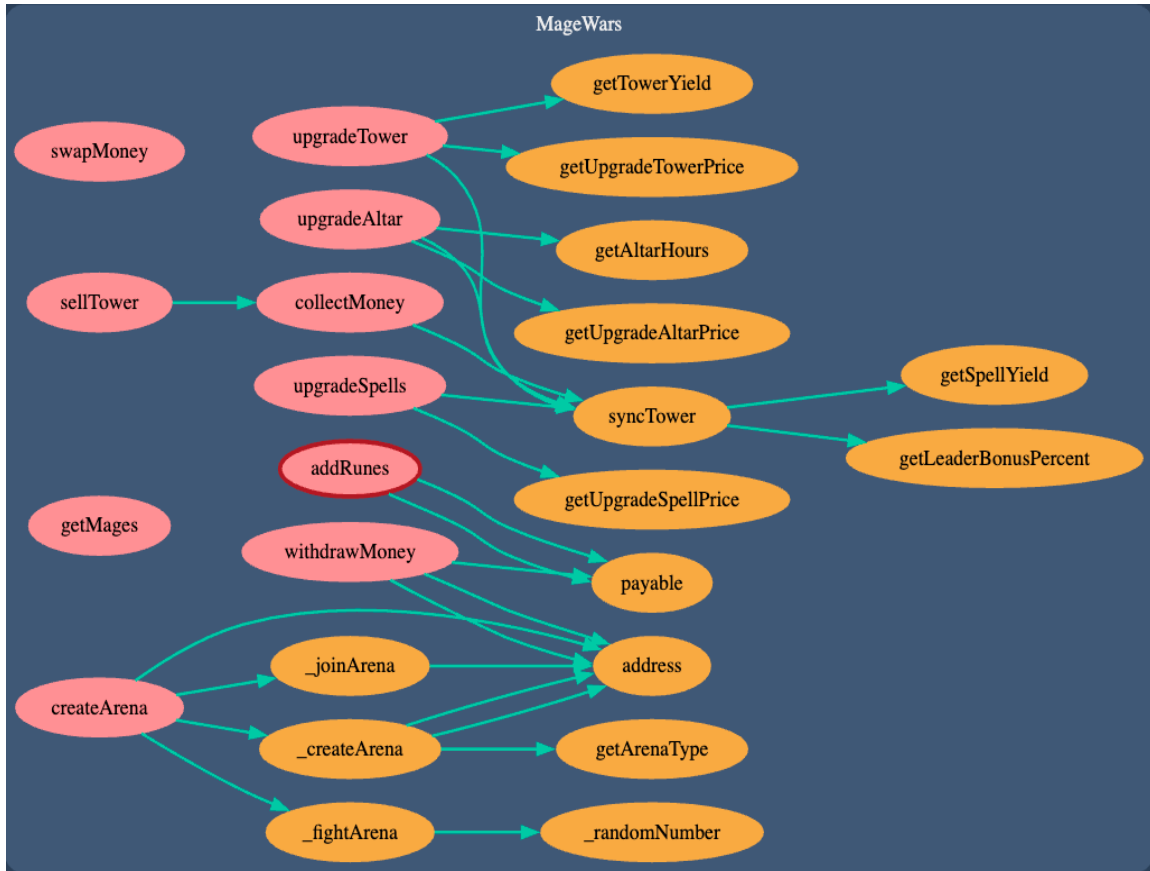 MageWars
getTowerYield
upgradeTower
swapMoney
getUpgradeTowerPrice
upgradeAltar
getAltarHours
sellTower
collectMoney
getUpgradeAltarPrice
getSpellYield
upgradeSpells
syncTower
getLeaderBonusPercent
addRunes
getUpgradeSpellPrice
getMages
withdrawMoney
payable
_joinArena
address
createArena
_createArena
getArenaType
_fightArena
_randomNumber